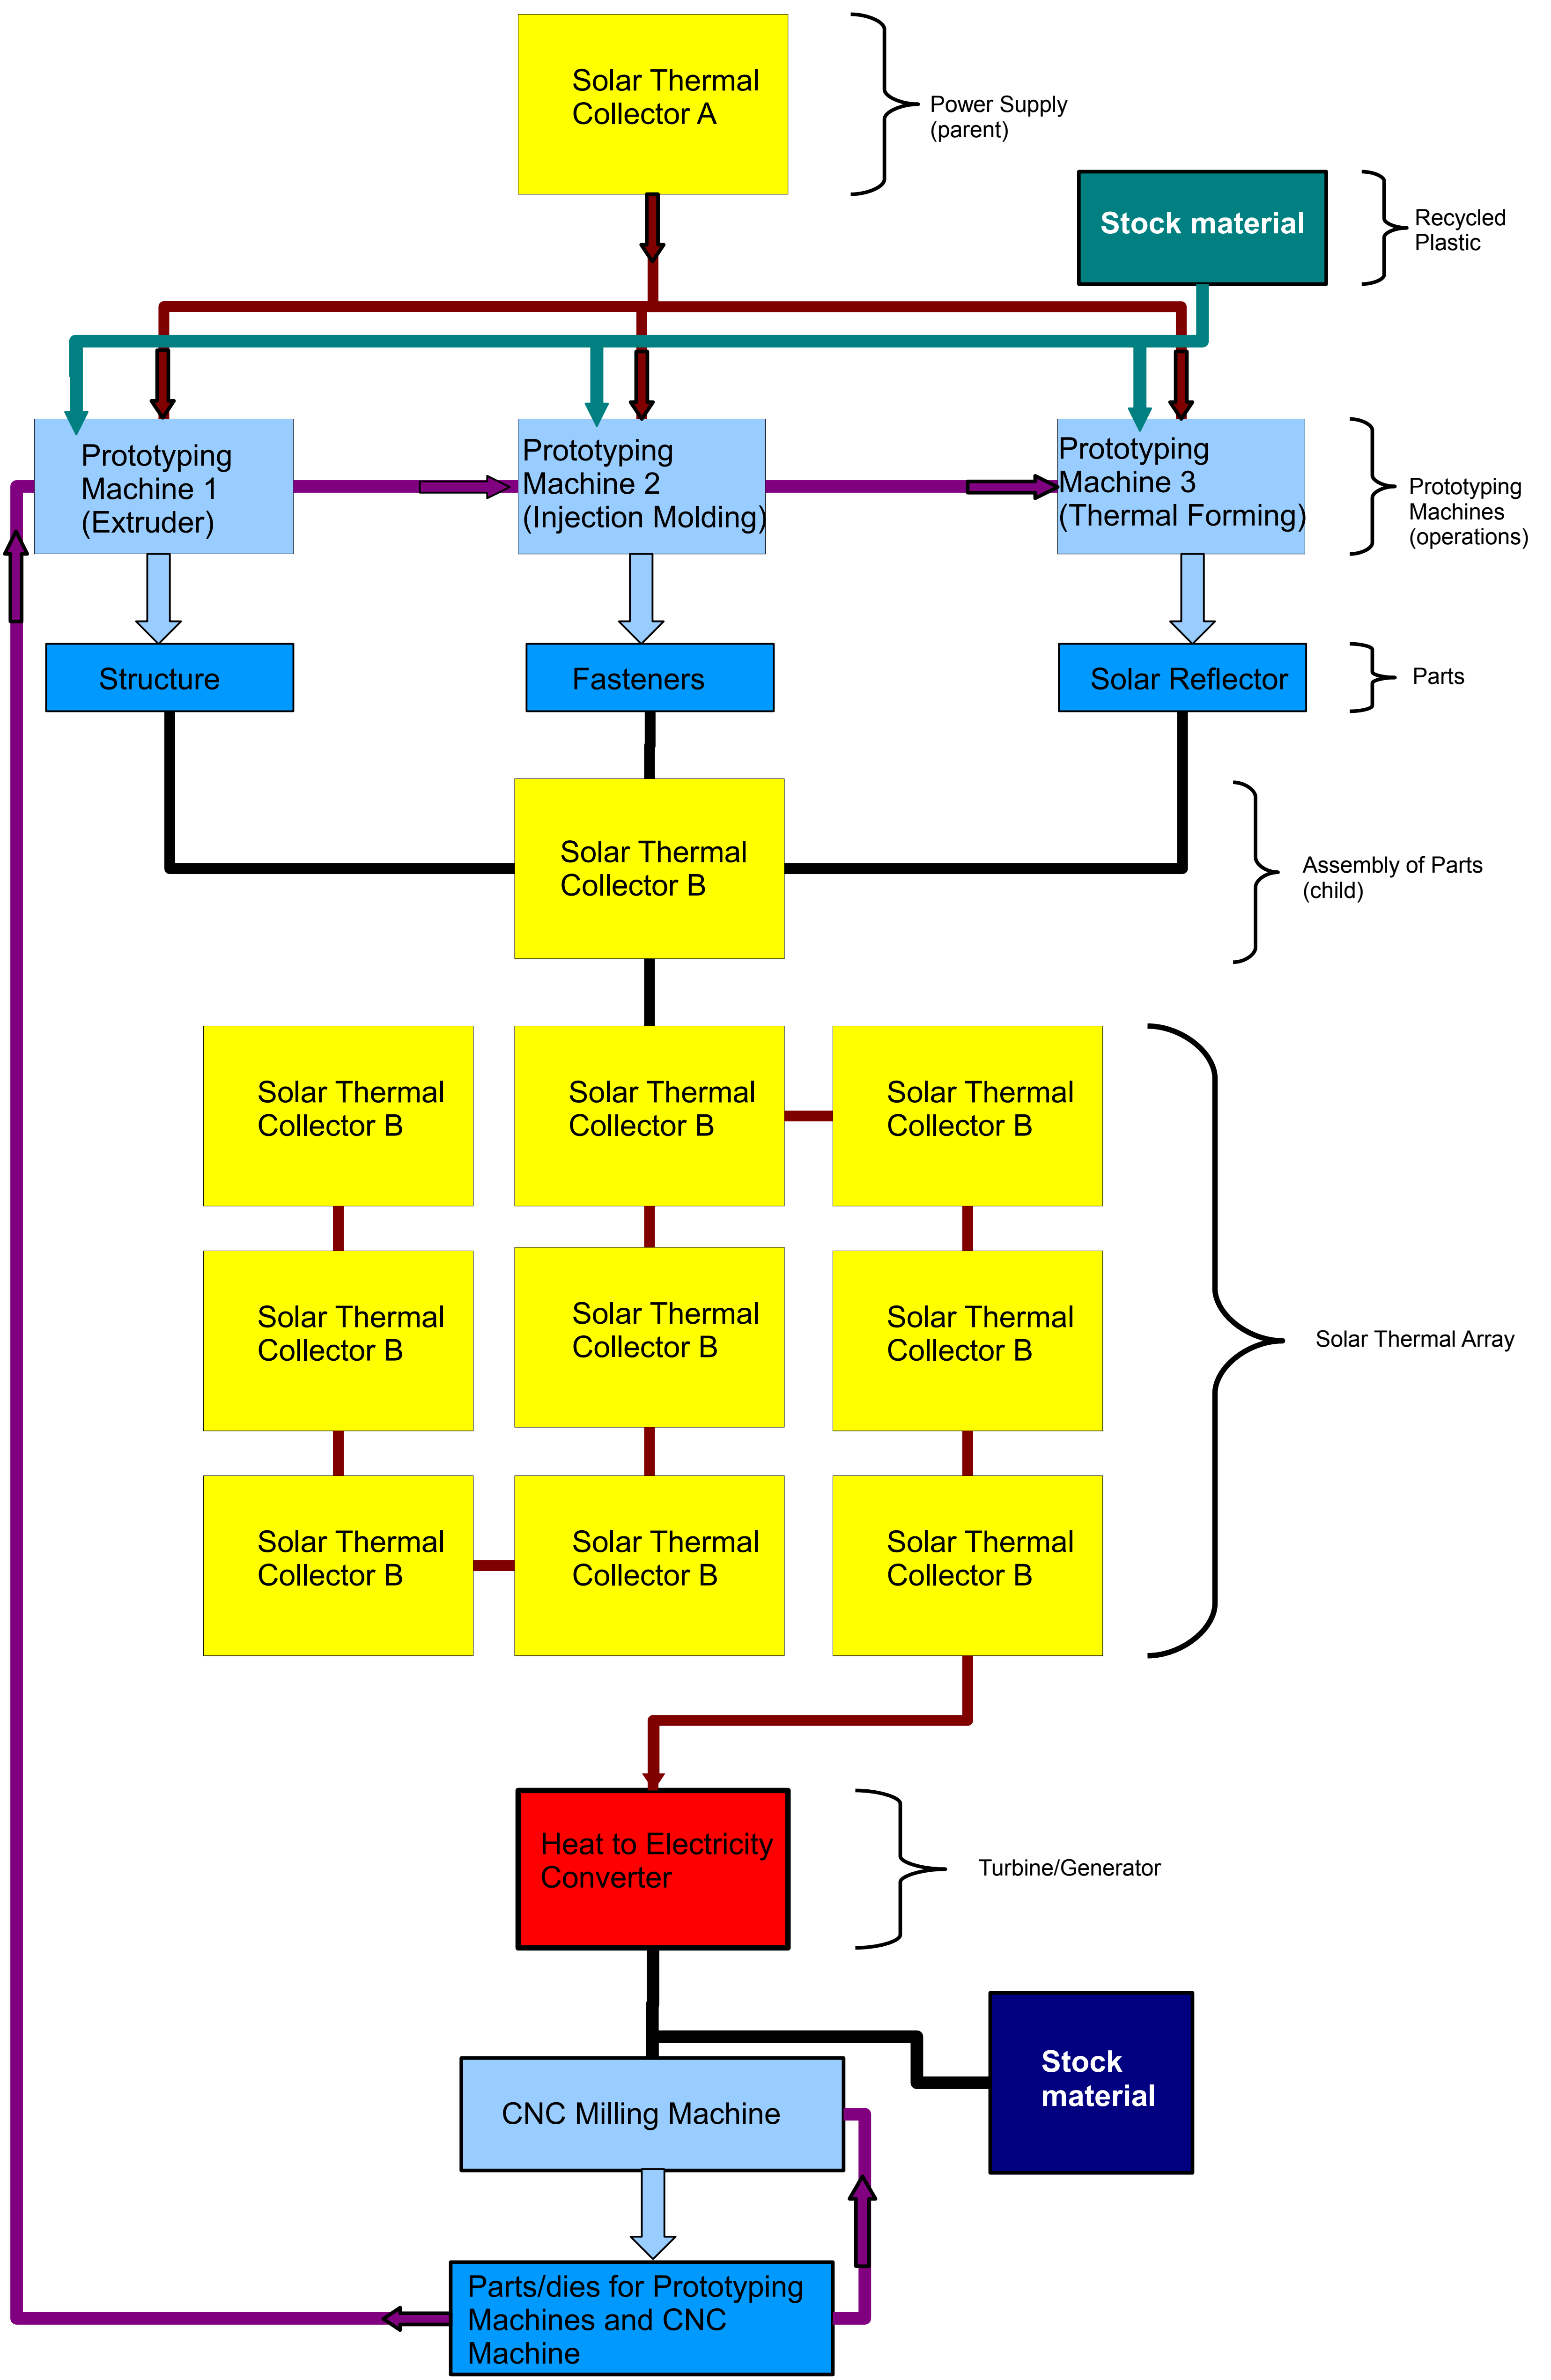 Solar Thermal
Collector A
Power Supply
(parent)
Stock material
Recycled
Plastic
Prototyping
Machine 1
(Extruder)
Prototyping
Machine 2
(Injection Molding)
Prototyping
Machine 3
(Thermal Forming)
Prototyping
Machines
(operations)
Structure
Fasteners
Solar Reflector
Parts
Solar Thermal
Collector B
Assembly of Parts
(child)
Solar Thermal
Collector B
Solar Thermal
Collector B
Solar Thermal
Collector B
Solar Thermal
Collector B
Solar Thermal
Collector B
Solar Thermal
Collector B
Solar Thermal Array
Solar Thermal
Collector B
Solar Thermal
Collector B
Solar Thermal
Collector B
Heat to Electricity
Converter
Turbine/Generator
Stock
material
CNC Milling Machine
Parts/dies for Prototyping
Machines and CNC
Machine